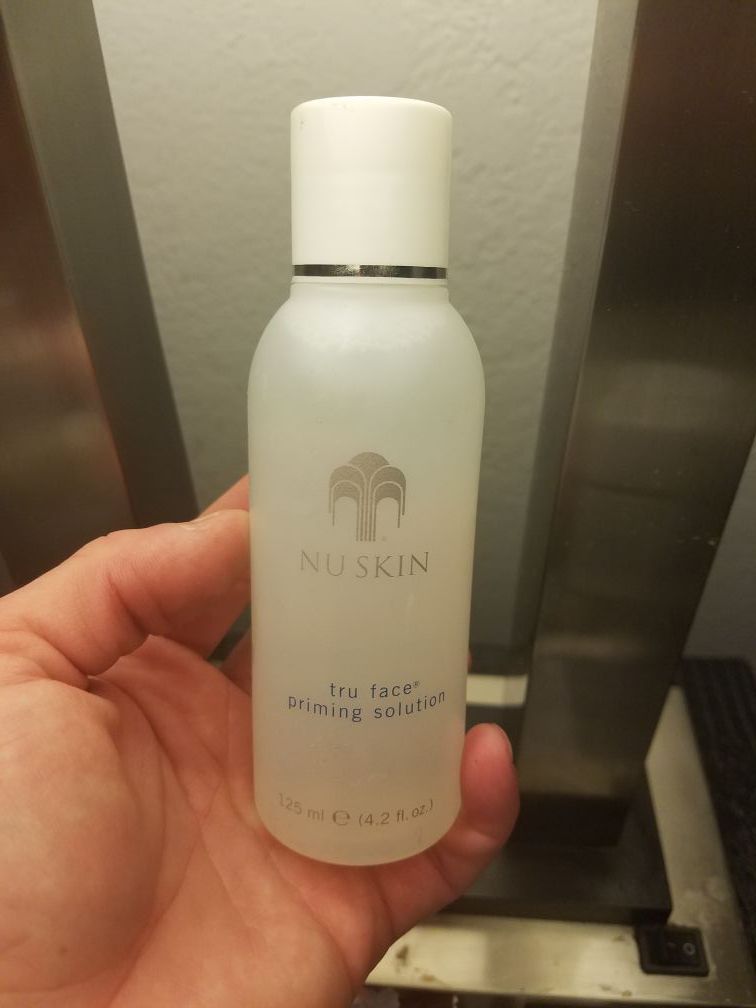 NU SKIN
tru face®
priming solution
125 ml ℮ (4.2 fl. oz.)